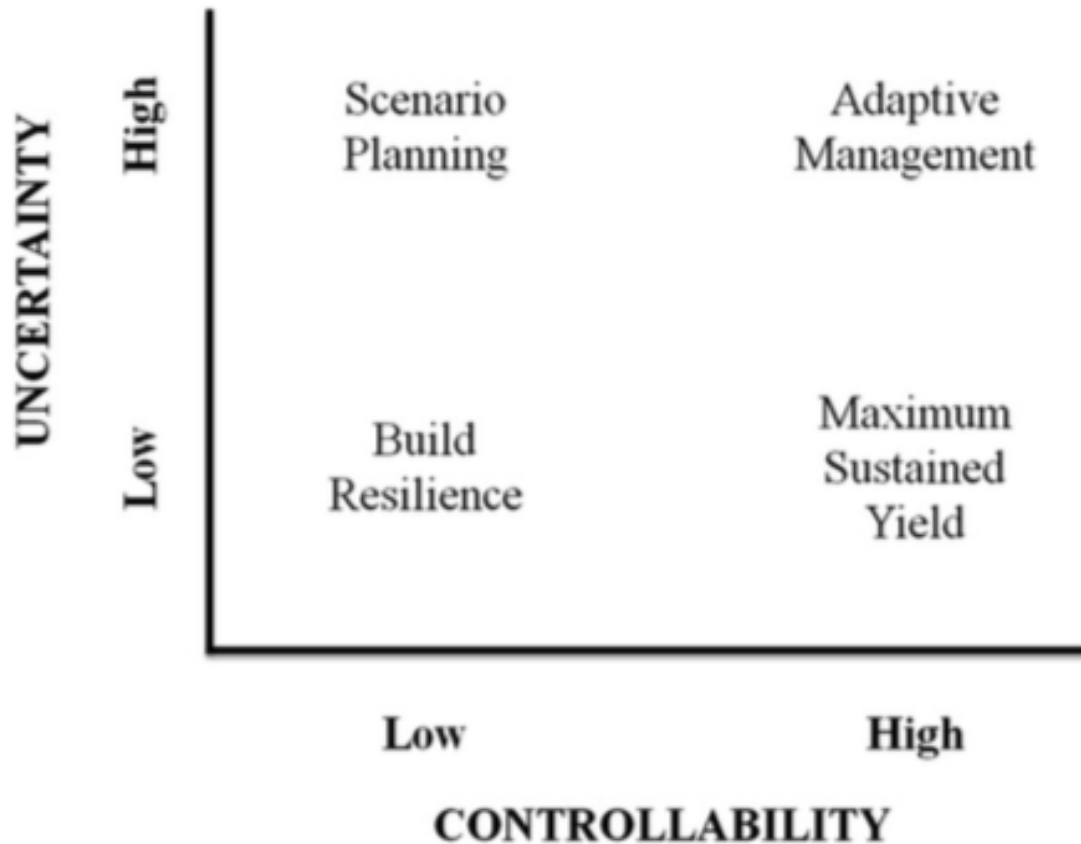 UNCERTAINTY
High
Scenario
Planning
Adaptive
Management
Low
Build
Resilience
Maximum
Sustained
Yield
Low
High
CONTROLLABILITY